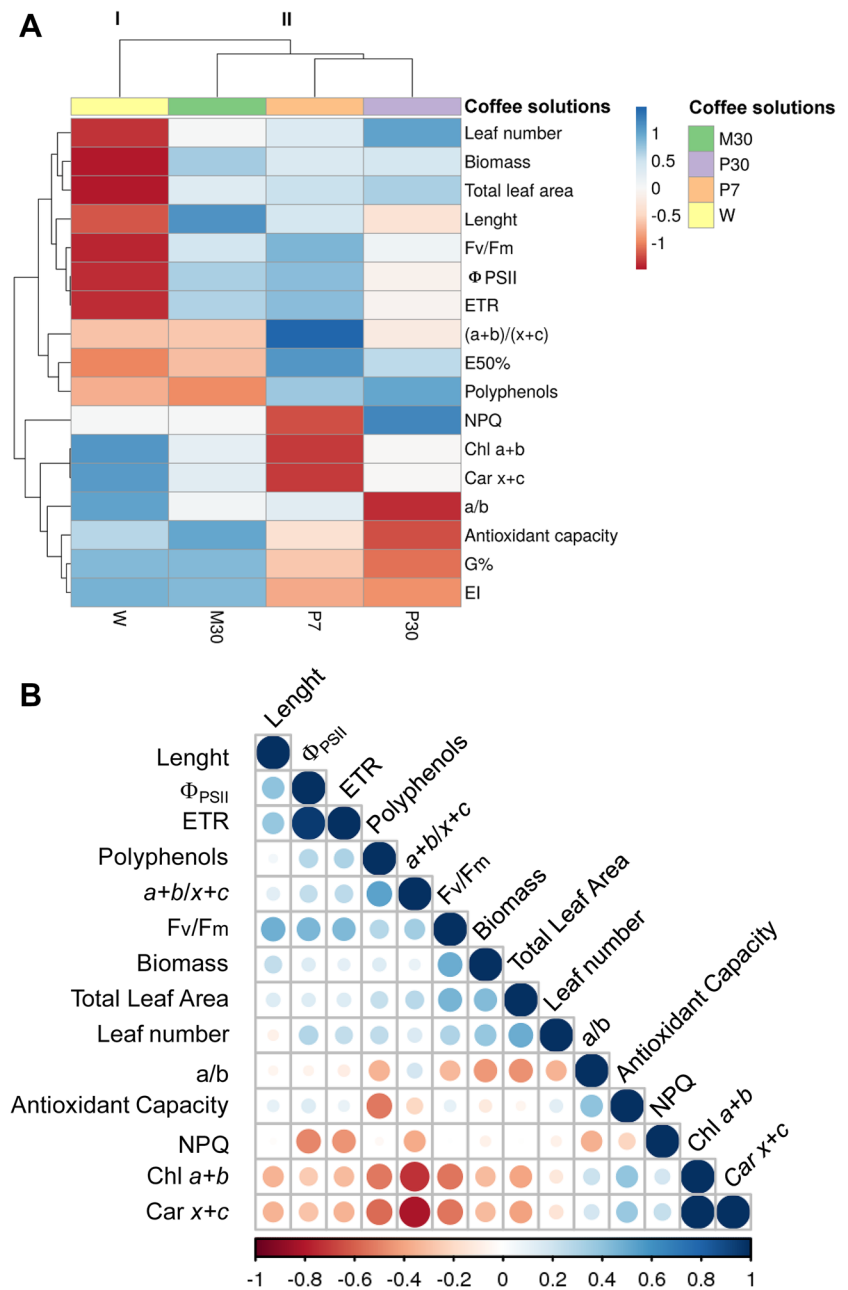 A
I II
Coffee solutions
Leaf number
Biomass
Total leaf area
Lenght
Fv/Fm
Φ PSII
ETR
(a+b)/(x+c)
E50%
Polyphenols
NPQ
Chl a+b
Car x+c
a/b
Antioxidant capacity
G%
EI
W M30 P7 P30
1
0.5
0
-0.5
-1
Coffee solutions
M30
P30
P7
W
B
Lenght
ΦPSII
ETR
Polyphenols
a+b/x+c
Fv/Fm
Biomass
Total Leaf Area
Leaf number
a/b
Antioxidant Capacity
NPQ
Chl a+b
Car x+c
Lenght
ΦPSII
ETR
Polyphenols
a+b/x+c
Fv/Fm
Biomass
Total Leaf Area
Leaf number
a/b
Antioxidant Capacity
NPQ
Chl a+b
Car x+c
-1 -0.8 -0.6 -0.4 -0.2 0 0.2 0.4 0.6 0.8 1